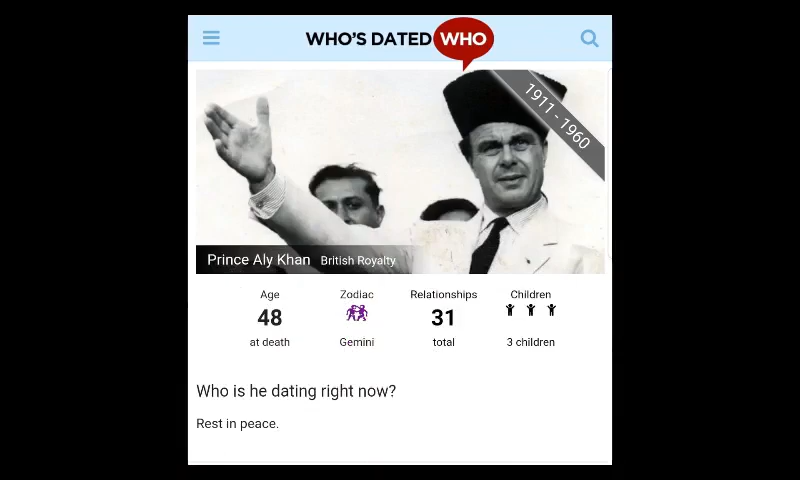 WHO'S DATED WHO
1911 - 1960
Prince Aly Khan British Royalty
Age Zodiac Relationships Children
48 31
at death Gemini total 3 children
Who is he dating right now?
Rest in peace.